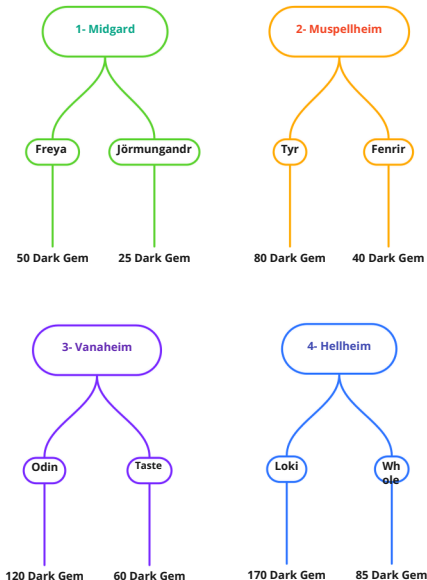 1- Midgard
2- Muspellheim
Freya
Jörmungandr
Tyr
Fenrir
50 Dark Gem
25 Dark Gem
80 Dark Gem
40 Dark Gem
3- Vanaheim
4- Hellheim
Odin
Taste
Loki
Wh
ole
120 Dark Gem
60 Dark Gem
170 Dark Gem
85 Dark Gem